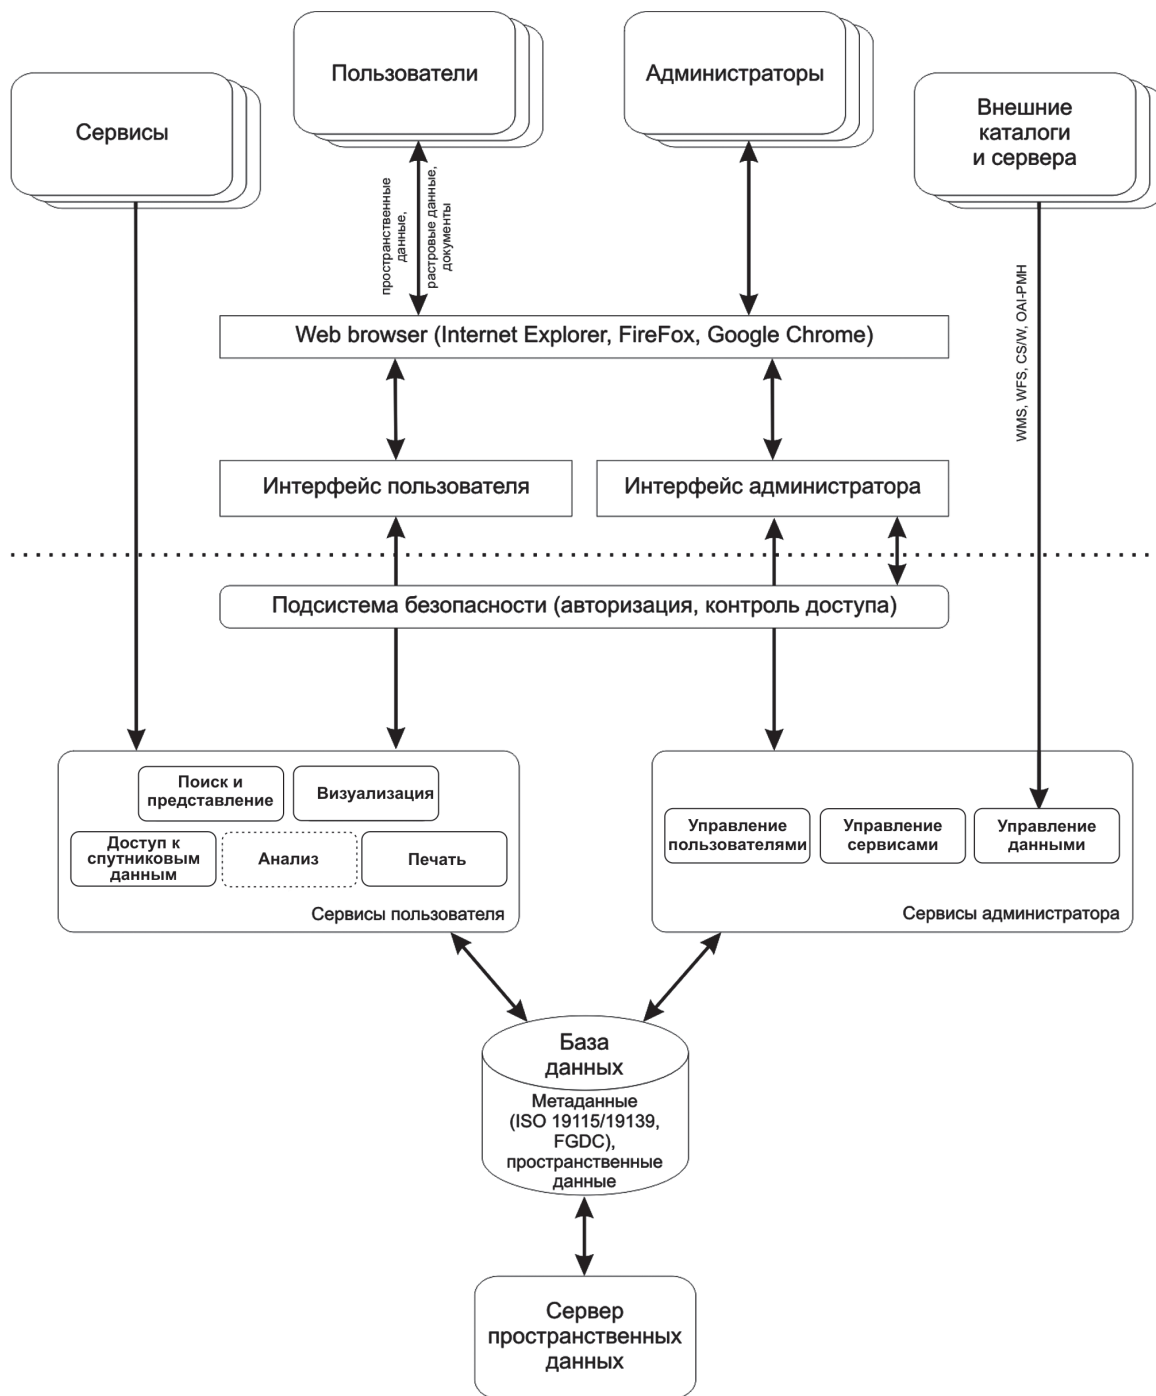 Пользователи
Администраторы
Сервисы
Внешние
каталоги
и сервера
пространственные
данные,
растровые данные,
документы
WMS, WFS, CS/W, OAI-PMH
Web browser (Internet Explorer, FireFox, Google Chrome)
Интерфейс пользователя
Интерфейс администратора
Подсистема безопасности (авторизация, контроль доступа)
Поиск и
представление
Визуализация
Доступ к
спутниковым
данным
Анализ
Печать
Сервисы пользователя
Управление
пользователями
Управление
сервисами
Управление
данными
Сервисы администратора
База
данных
Метаданные
(ISO 19115/19139,
FGDC),
пространственные
данные
Сервер
пространственных
данных